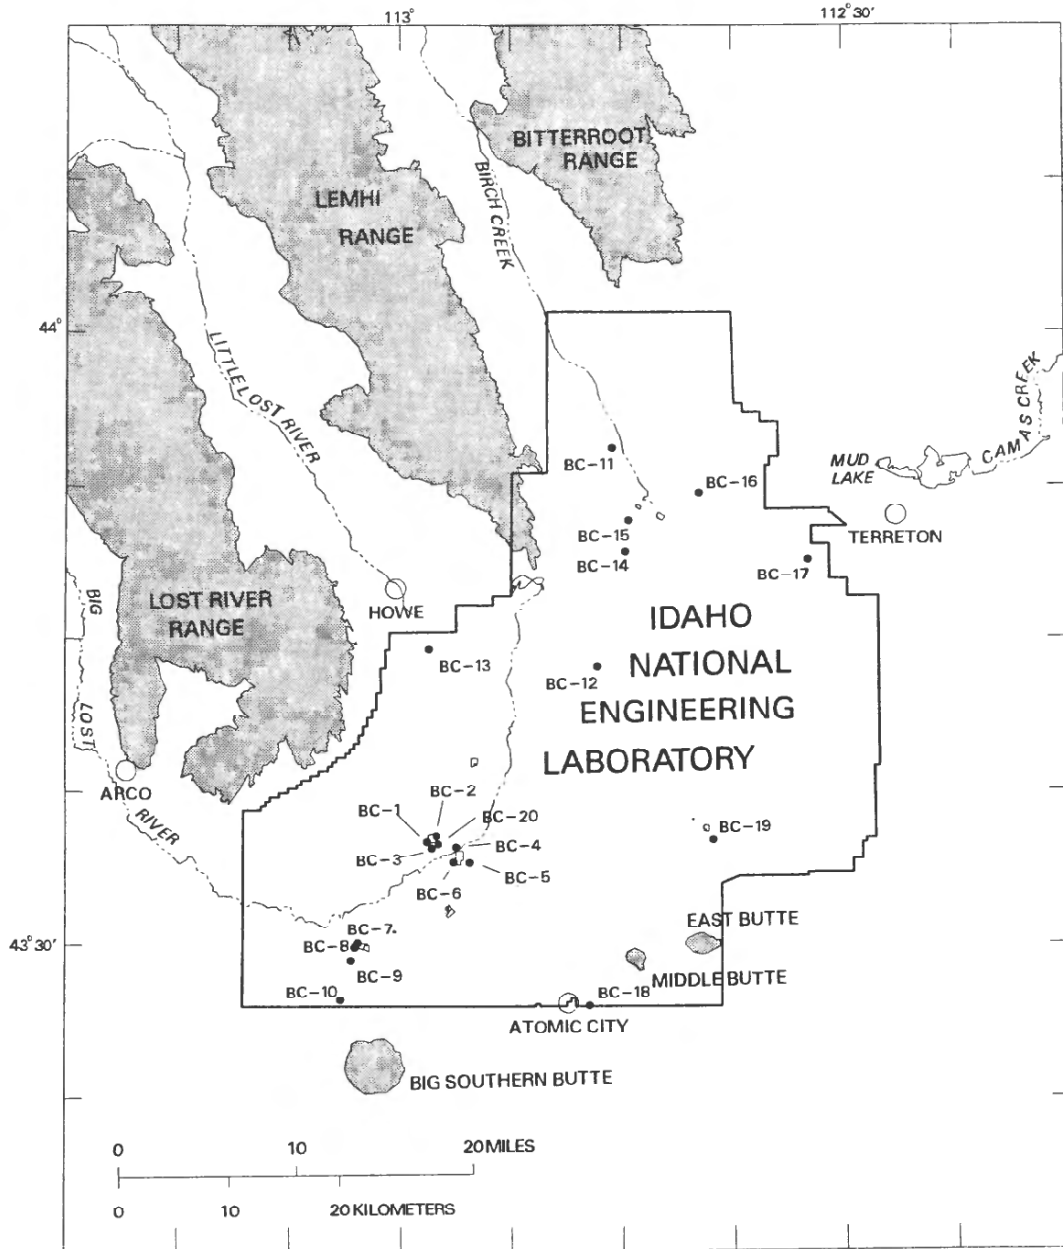 113°
112°30'
BITTERROOT
RANGE
BIRCH CREEK
LEMHI
RANGE
44°
LITTLE LOST RIVER
CAMAS CREEK
MUD
LAKE
BC-11
BC-16
BC-15
BC-14
TERRETON
BC-17
HOWE
BIG
LOST RIVER
RANGE
IDAHO
NATIONAL
ENGINEERING
LABORATORY
BC-13
BC-12
LOST
ARCO
RIVER
BC-2
BC-1
BC-20
BC-19
BC-4
BC-3
BC-5
BC-6
EAST BUTTE
BC-7
43°30'
BC-8
BC-9
MIDDLE BUTTE
BC-10
BC-18
ATOMIC CITY
BIG SOUTHERN BUTTE
0 10 20 MILES
0 10 20 KILOMETERS